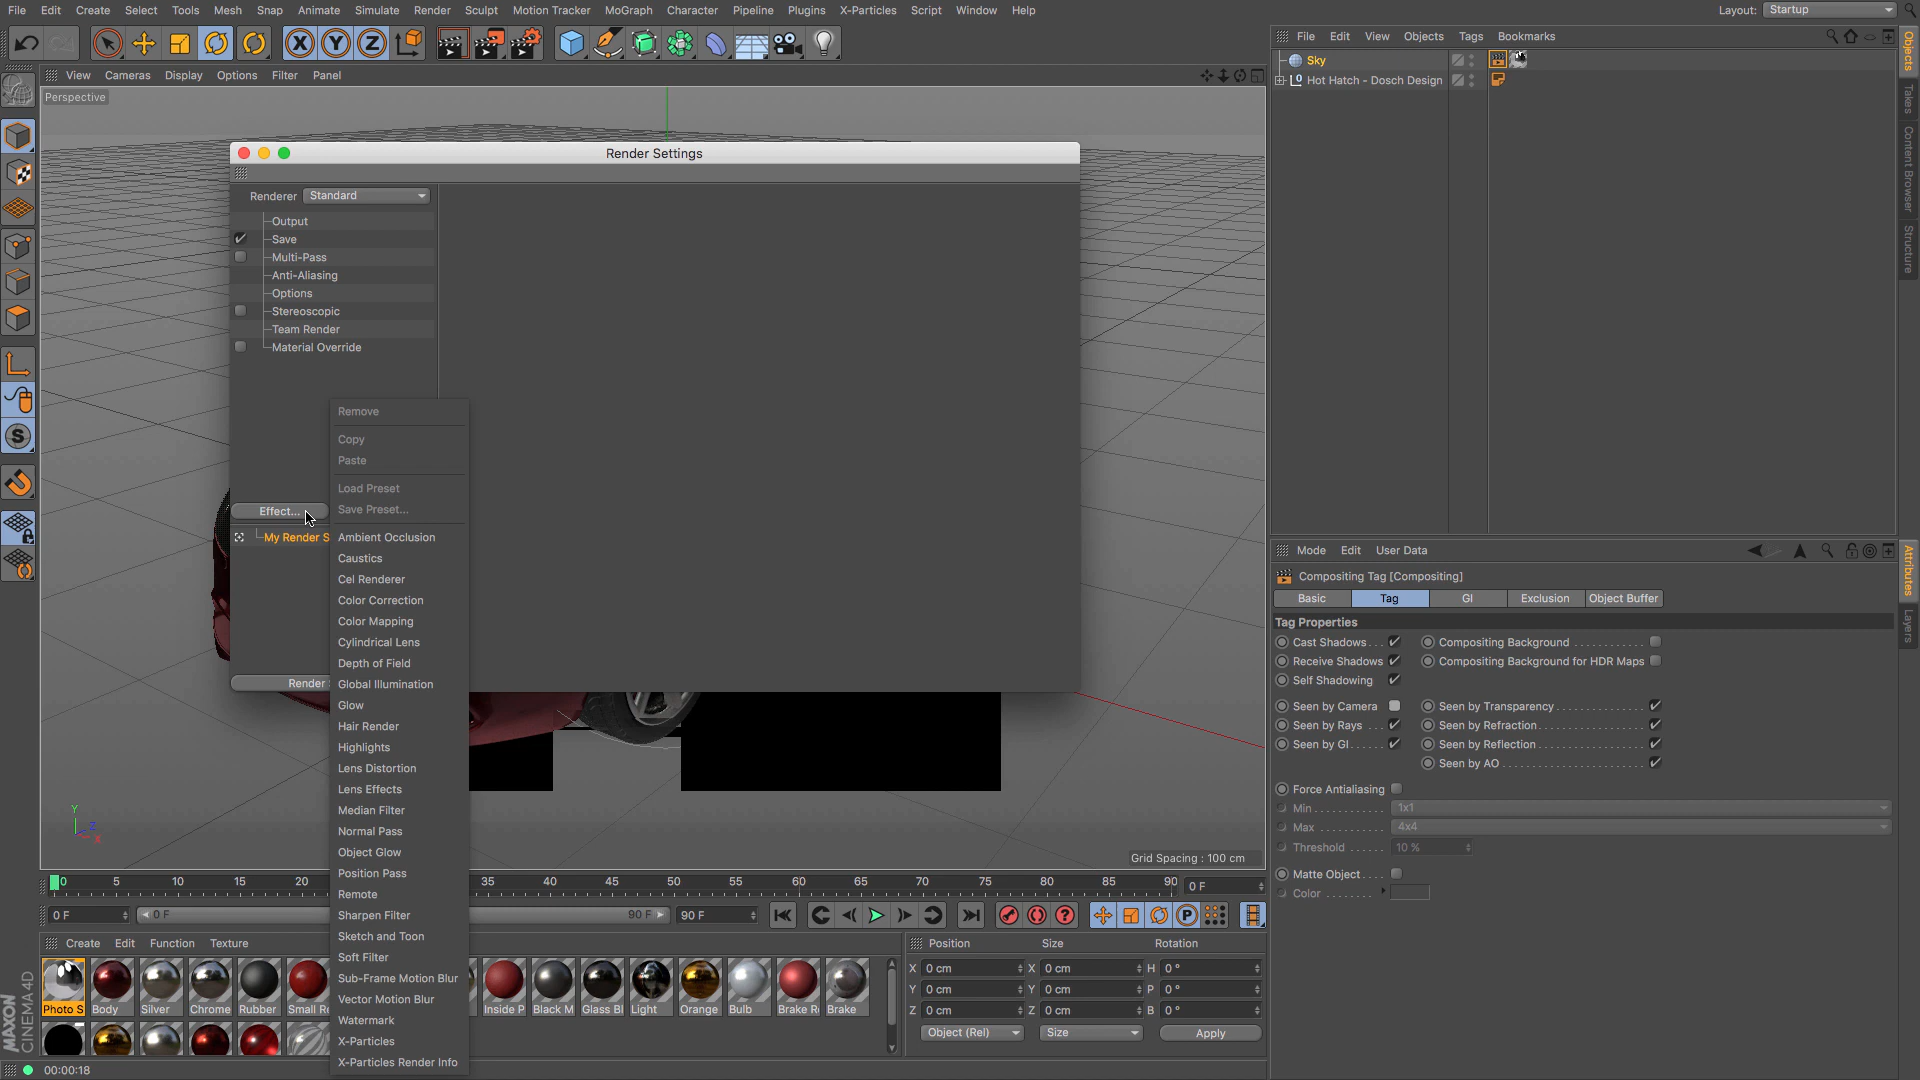 File Edit Create Select Tools Mesh Snap Animate Simulate Render Sculpt Motion Tracker MoGraph Character Pipeline Plugins X-Particles Script Window Help
Layout: Startup
X Y Z
View Cameras Display Options Filter Panel
Perspective
Render Settings
Renderer Standard
Output
Save
Multi-Pass
Anti-Aliasing
Options
Stereoscopic
Team Render
Material Override
Effect...
My Render S
Render
Remove
Copy
Paste
Load Preset
Save Preset...
Ambient Occlusion
Caustics
Cel Renderer
Color Correction
Color Mapping
Cylindrical Lens
Depth of Field
Global Illumination
Glow
Hair Render
Highlights
Lens Distortion
Lens Effects
Median Filter
Normal Pass
Object Glow
Position Pass
Remote
Sharpen Filter
Sketch and Toon
Soft Filter
Sub-Frame Motion Blur
Vector Motion Blur
Watermark
X-Particles
X-Particles Render Info
Y
Z
X
Grid Spacing : 100 cm
0 5 10 15 20 35 40 45 50 55 60 65 70 75 80 85 90 0 F
0 F 0 F 90 F 90 F
P
Create Edit Function Texture
Photo S Body Silver Chrome Rubber Small Re Inside P Black M Glass Bl Light Orange Bulb Brake R Brake
Position Size Rotation
X 0 cm X 0 cm H 0 °
Y 0 cm Y 0 cm P 0 °
Z 0 cm Z 0 cm B 0 °
Object (Rel) Size Apply
MAXON
CINEMA 4D
00:00:18
File Edit View Objects Tags Bookmarks
Sky
Hot Hatch - Dosch Design
Objects
Takes
Content Browser
Structure
Mode Edit User Data
Compositing Tag [Compositing]
Basic Tag GI Exclusion Object Buffer
Tag Properties
Cast Shadows. . . Compositing Background . . . . . . . . . . .
Receive Shadows Compositing Background for HDR Maps
Self Shadowing
Seen by Camera Seen by Transparency . . . . . . . . . . . . .
Seen by Rays . . . . Seen by Refraction. . . . . . . . . . . . . . . .
Seen by GI. . . . . . Seen by Reflection. . . . . . . . . . . . . . . .
Seen by AO . . . . . . . . . . . . . . . . . . . . . .
Force Antialiasing
Min . . . . . . . . . . 1x1
Max . . . . . . . . . 4x4
Threshold . . . . . . 10 %
Matte Object. . . .
Color . . . . . . . .
Attributes
Layers